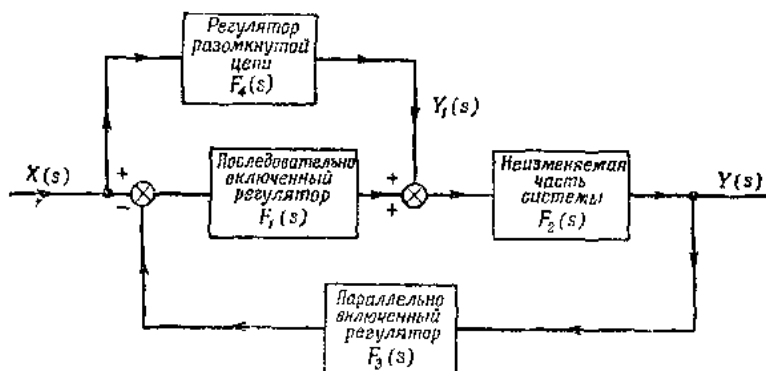 Регулятор
разомкнутой
цепи
F₄(s)
Y₁(s)
X(s)
+
−
Последовательно
включенный
регулятор
F₁(s)
+
+
Неизменяемая
часть
системы
F₂(s)
Y(s)
Параллельно
включенный
регулятор
F₃(s)